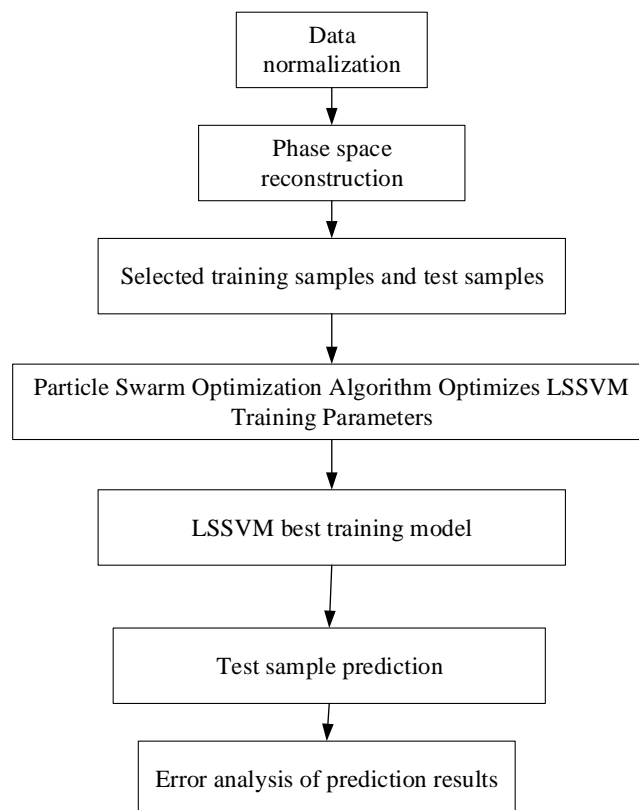 Data
normalization
Phase space
reconstruction
Selected training samples and test samples
Particle Swarm Optimization Algorithm Optimizes LSSVM
Training Parameters
LSSVM best training model
Test sample prediction
Error analysis of prediction results